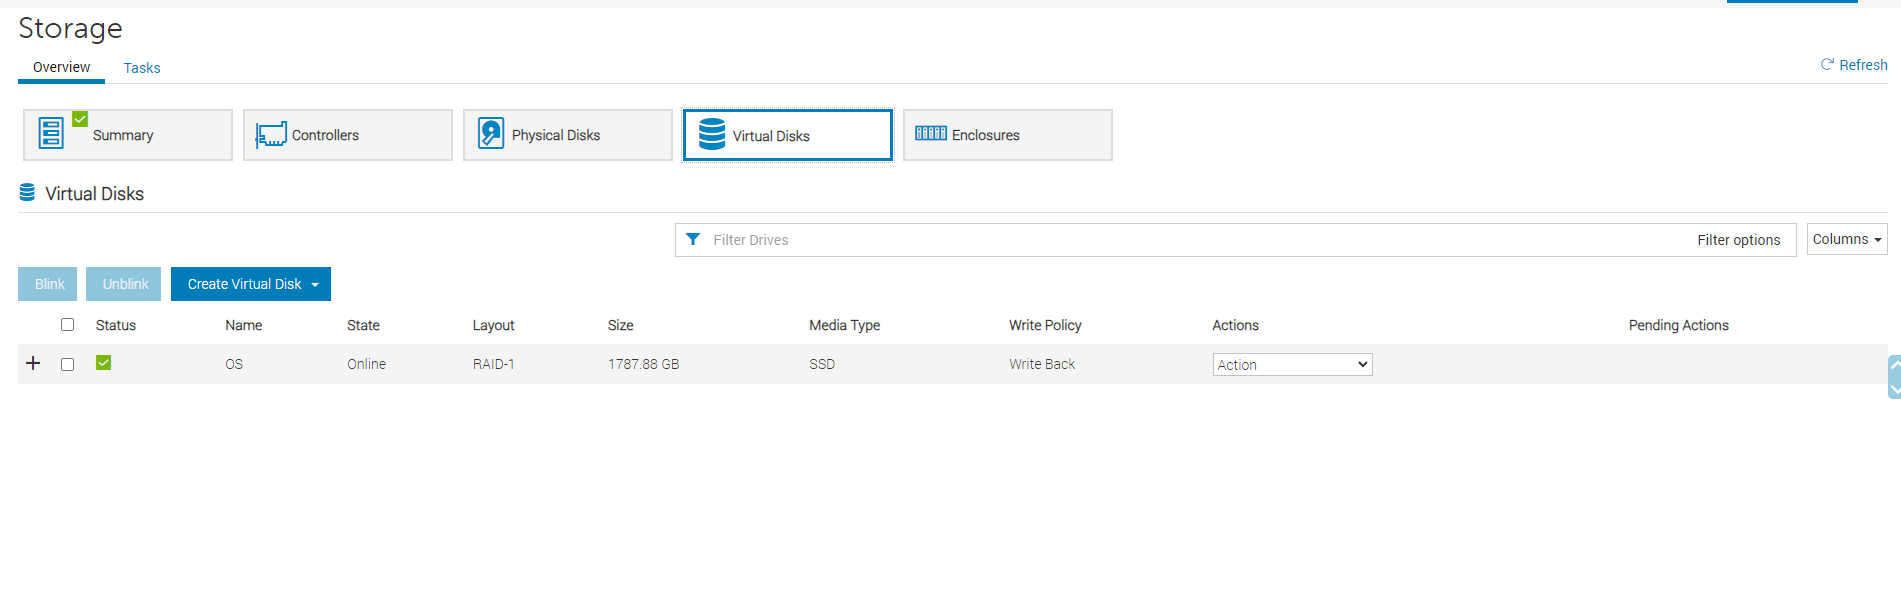 Storage
Overview Tasks
Refresh
Summary Controllers Physical Disks Virtual Disks Enclosures
Virtual Disks
Filter Drives Filter options Columns
Blink Unblink Create Virtual Disk
Status Name State Layout Size Media Type Write Policy Actions Pending Actions
OS Online RAID-1 1787.88 GB SSD Write Back Action